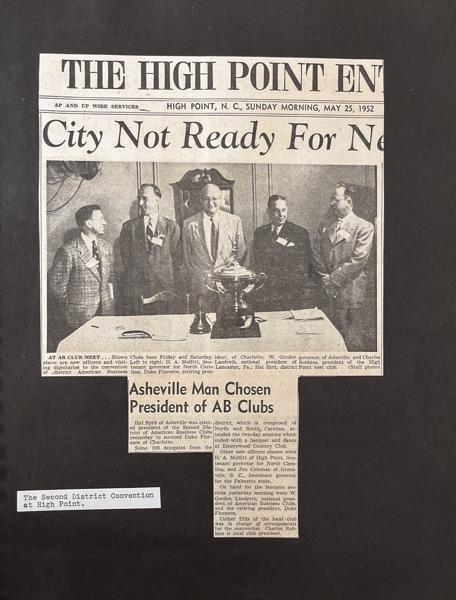 THE HIGH POINT ENT
AP AND UP WIRE SERVICES
HIGH POINT, N. C., SUNDAY MORNING, MAY 25, 1952
City Not Ready For Ne
AT AB CLUB MEET . . . Shown
above are new officers and visit-
ing dignitaries to the convention
of district American Business
Clubs here Friday and Saturday.
Left to right: H. A. Moffitt, lieu-
tenant governor for North Caro-
lina; Duke Florence, retiring pres-
ident, of Charlotte; W. Gordon
Landreth, national president of
Lancaster, Pa.; Hal Bird, district
governor, of Asheville; and Charles
Robbins, president of the High
Point host club. (Staff photo)
Asheville Man Chosen
President of AB Clubs
Hal Byrd of Asheville was elect-
ed president of the Second Dis-
trict of American Business Clubs
yesterday to succeed Duke Flor-
ence, of Charlotte.
Some 100 delegates from the
district, which is comprised of
North and South Carolina, at-
tended the two-day sessions which
ended with a banquet and dance
at Emerywood Country Club.
Other new officers chosen were
H. A. Moffitt of High Point, lieu-
tenant governor for North Caro-
lina, and Jim Coleman of Green-
ville, S. C., lieutenant governor
for the Palmetto state.
On hand for the business ses-
sions yesterday morning were W.
Gordon Landreth, national presi-
dent of American Business Clubs,
and the retiring president, Duke
Florence.
Collier Ellis of the local club
was in charge of arrangements
for the convention. Charles Rob-
bins is local club president.
The Second District Convention
at High Point.